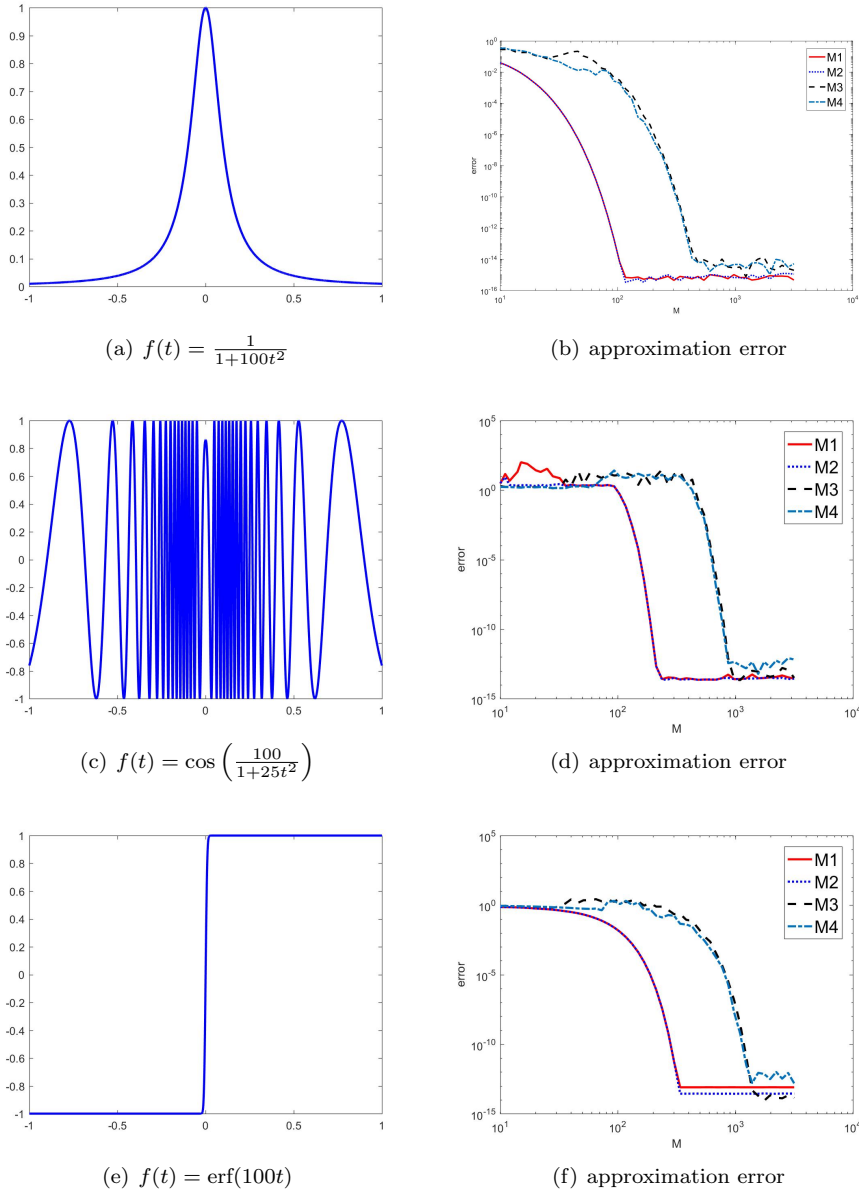 1
0.9
0.8
0.7
0.6
0.5
0.4
0.3
0.2
0.1
0
-1 -0.5 0 0.5 1
(a) f(t) = 1/(1+100t²)
10⁰
10⁻²
10⁻⁴
10⁻⁶
10⁻⁸
10⁻¹⁰
10⁻¹²
10⁻¹⁴
10⁻¹⁶
error
10¹ 10² 10³ 10⁴
M
M1
M2
M3
M4
(b) approximation error
1
0.8
0.6
0.4
0.2
0
-0.2
-0.4
-0.6
-0.8
-1
-1 -0.5 0 0.5 1
(c) f(t) = cos(100/(1+25t²))
10⁵
10⁰
10⁻⁵
10⁻¹⁰
10⁻¹⁵
error
10¹ 10² 10³ 10⁴
M
M1
M2
M3
M4
(d) approximation error
1
0.8
0.6
0.4
0.2
0
-0.2
-0.4
-0.6
-0.8
-1
-1 -0.5 0 0.5 1
(e) f(t) = erf(100t)
10⁵
10⁰
10⁻⁵
10⁻¹⁰
10⁻¹⁵
error
10¹ 10² 10³ 10⁴
M
M1
M2
M3
M4
(f) approximation error